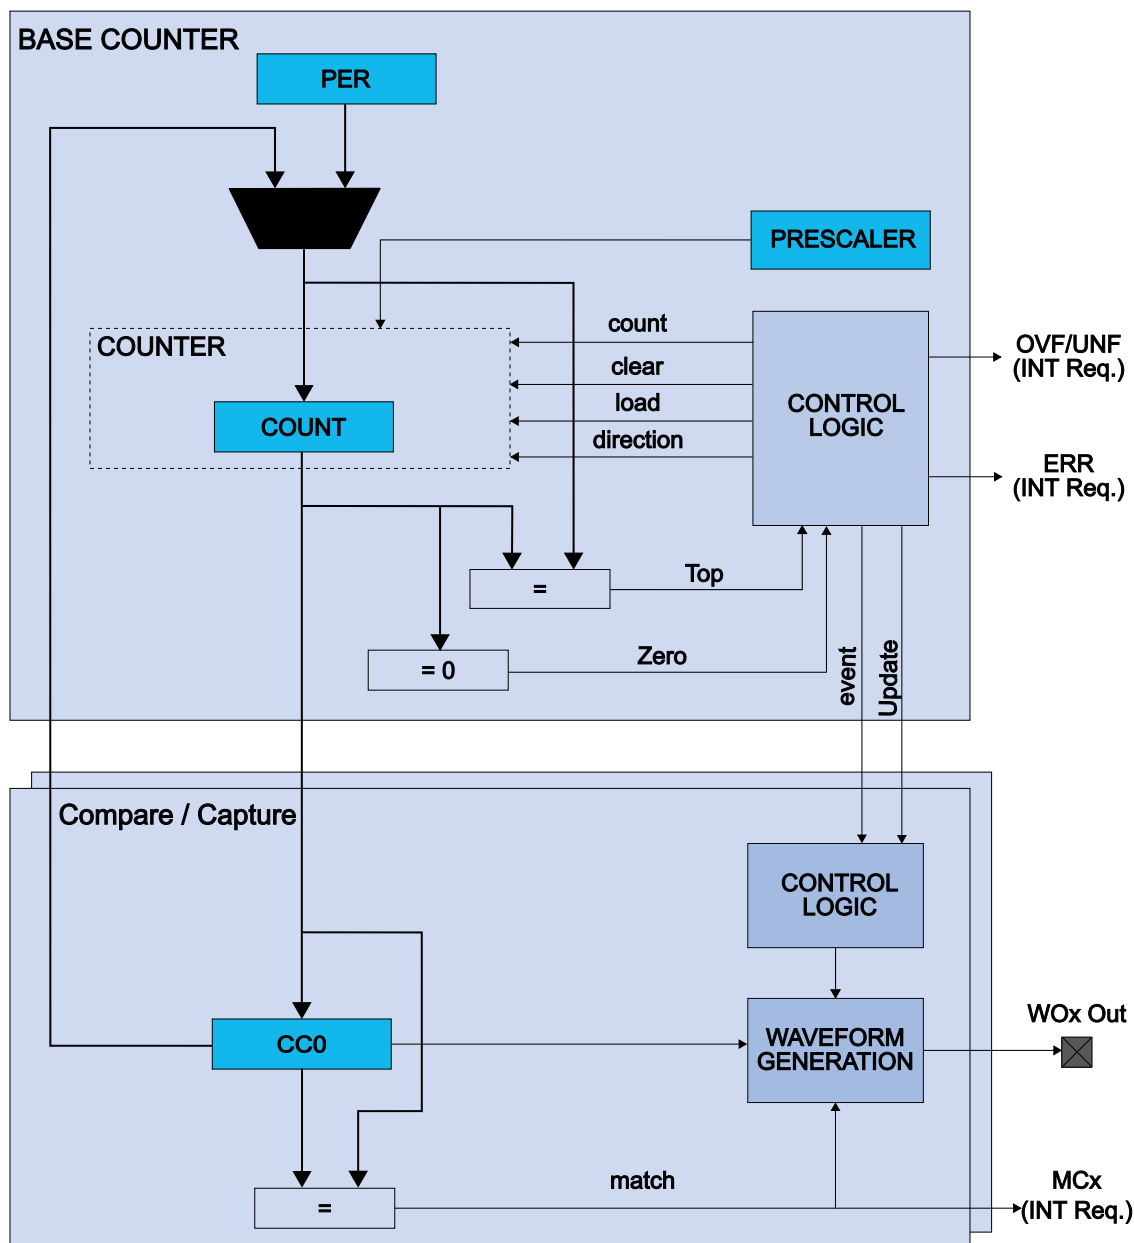 BASE COUNTER
PER
PRESCALER
COUNTER
count
clear
load
direction
COUNT
CONTROL
LOGIC
OVF/UNF
(INT Req.)
ERR
(INT Req.)
=
Top
= 0
Zero
event
Update
Compare / Capture
CONTROL
LOGIC
CC0
WAVEFORM
GENERATION
WOx Out
=
match
MCx
(INT Req.)